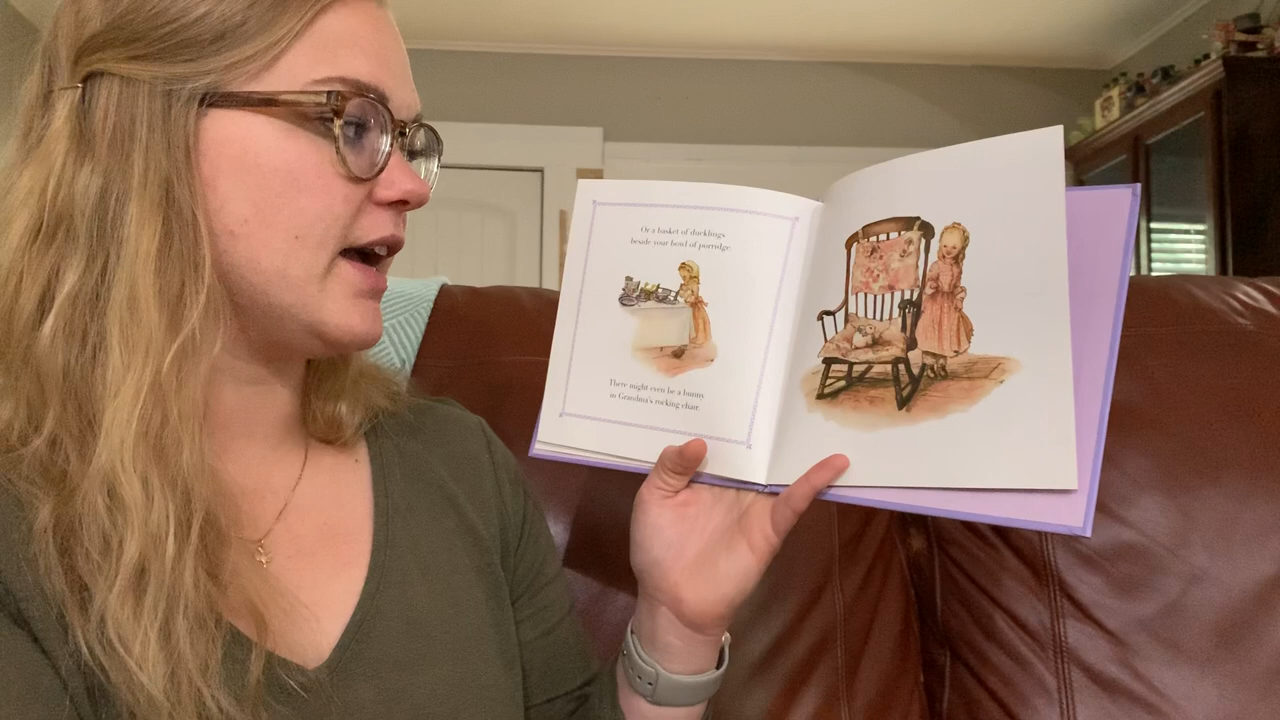 Or a basket of ducklings
beside your bowl of porridge.
There might even be a bunny
in Grandma's rocking chair.